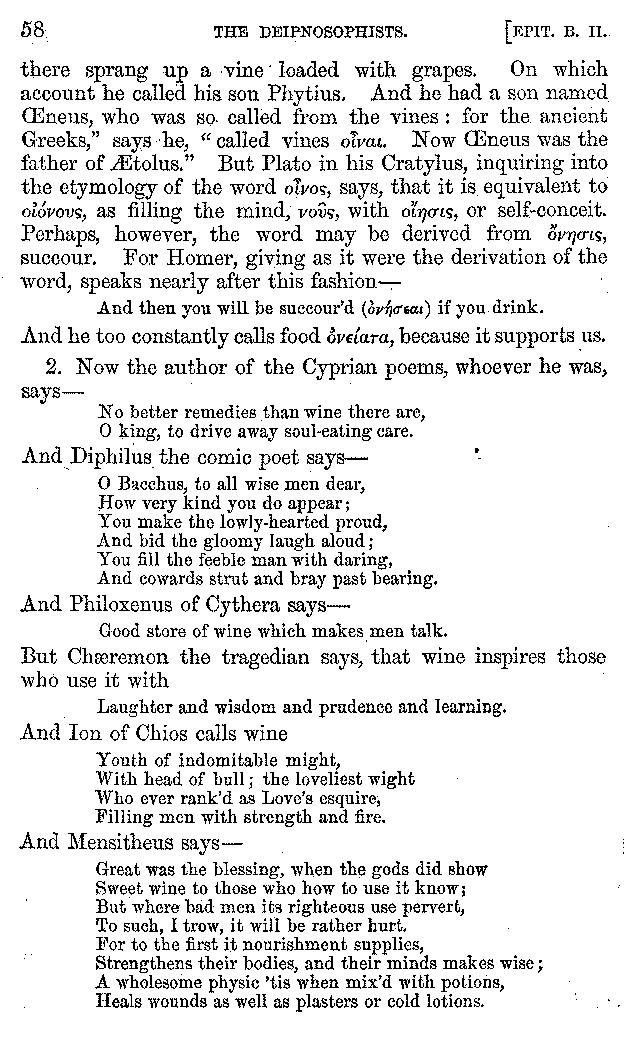 58 THE DEIPNOSOPHISTS. [EPIT. B. II.
there sprang up a vine loaded with grapes. On which
account he called his son Phytius. And he had a son named
Œneus, who was so called from the vines: for the ancient
Greeks,” says he, “called vines οἶναι. Now Œneus was the
father of Ætolus.” But Plato in his Cratylus, inquiring into
the etymology of the word οἶνος, says, that it is equivalent to
οἰόνους, as filling the mind, νοῦς, with οἴησις, or self-conceit.
Perhaps, however, the word may be derived from ὄνησις,
succour. For Homer, giving as it were the derivation of the
word, speaks nearly after this fashion—
And then you will be succour'd (ὀνήσεαι) if you drink.
And he too constantly calls food ὀνείατα, because it supports us.
2. Now the author of the Cyprian poems, whoever he was,
says—
No better remedies than wine there are,
O king, to drive away soul-eating care.
And Diphilus the comic poet says—
O Bacchus, to all wise men dear,
How very kind you do appear;
You make the lowly-hearted proud,
And bid the gloomy laugh aloud;
You fill the feeble man with daring,
And cowards strut and bray past bearing.
And Philoxenus of Cythera says—
Good store of wine which makes men talk.
But Chæremon the tragedian says, that wine inspires those
who use it with
Laughter and wisdom and prudence and learning.
And Ion of Chios calls wine
Youth of indomitable might,
With head of bull; the loveliest wight
Who ever rank'd as Love's esquire,
Filling men with strength and fire.
And Mensitheus says—
Great was the blessing, when the gods did show
Sweet wine to those who how to use it know;
But where bad men its righteous use pervert,
To such, I trow, it will be rather hurt.
For to the first it nourishment supplies,
Strengthens their bodies, and their minds makes wise;
A wholesome physic 'tis when mix'd with potions,
Heals wounds as well as plasters or cold lotions.